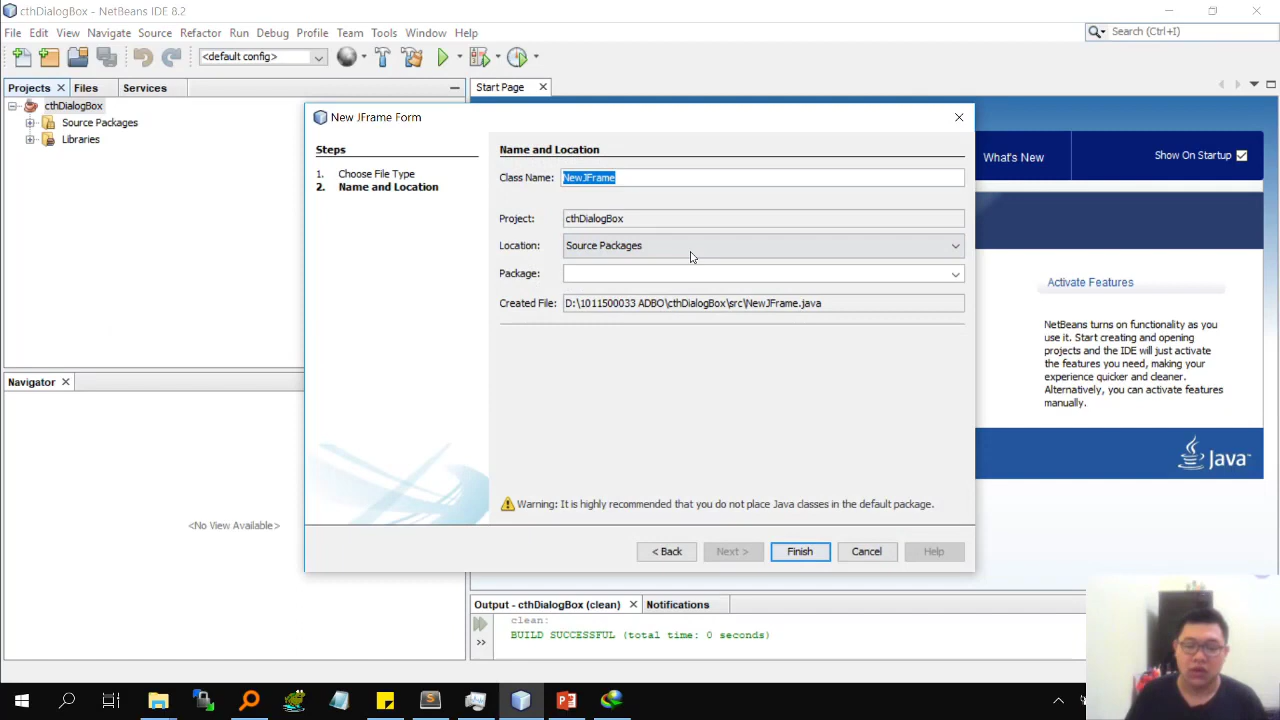 cthDialogBox - NetBeans IDE 8.2
File Edit View Navigate Source Refactor Run Debug Profile Team Tools Window Help
Search (Ctrl+I)
<default config>
Projects Files Services
Start Page
cthDialogBox
Source Packages
Libraries
New JFrame Form
Steps
1. Choose File Type
2. Name and Location
Name and Location
Class Name: NewJFrame
Project: cthDialogBox
Location: Source Packages
Package:
Created File: D:\1011500033 ADBO\cthDialogBox\src\NewJFrame.java
Warning: It is highly recommended that you do not place Java classes in the default package.
< Back Next > Finish Cancel Help
What's New
Show On Startup
Activate Features
NetBeans turns on functionality as you
use it. Start creating and opening
projects and the IDE will just activate
the features you need, making your
experience quicker and cleaner.
Alternatively, you can activate features
manually.
Java™
Navigator
<No View Available>
Output - cthDialogBox (clean) Notifications
clean:
BUILD SUCCESSFUL (total time: 0 seconds)